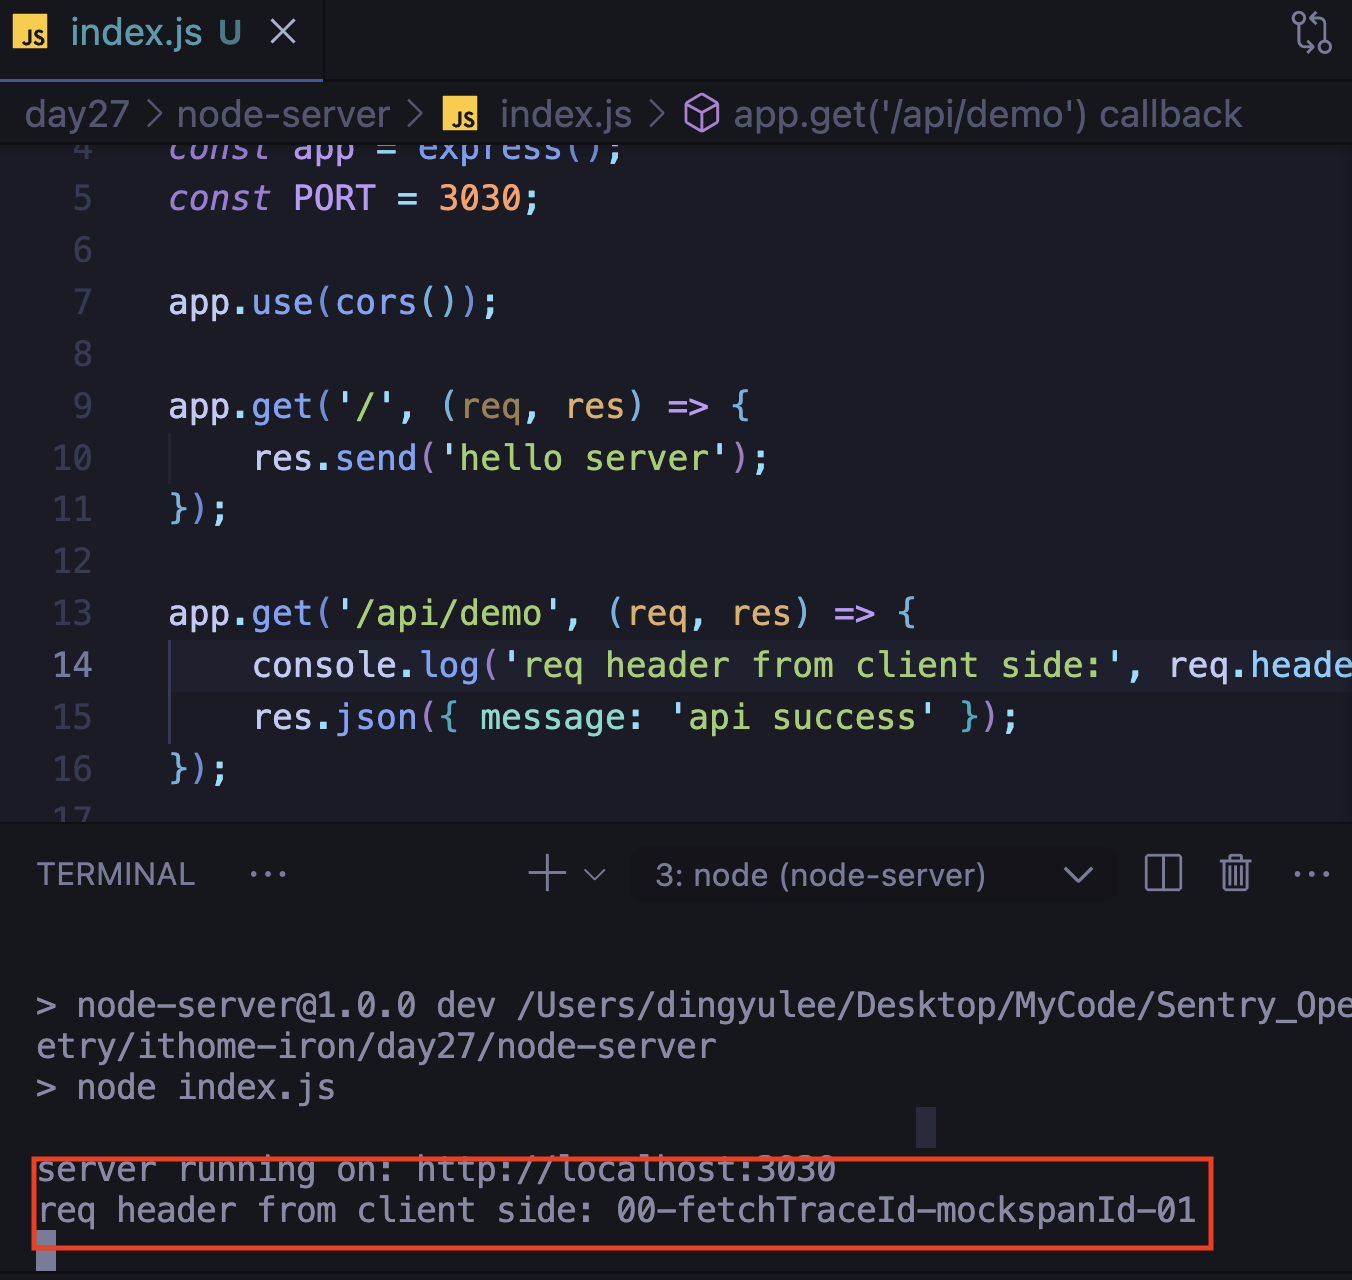 JS index.js U
day27 > node-server > JS index.js > app.get('/api/demo') callback
4 const app = express();
5 const PORT = 3030;
6
7 app.use(cors());
8
9 app.get('/', (req, res) => {
10 res.send('hello server');
11 });
12
13 app.get('/api/demo', (req, res) => {
14 console.log('req header from client side:', req.heade
15 res.json({ message: 'api success' });
16 });
17
TERMINAL ··· 3: node (node-server) ···
> node-server@1.0.0 dev /Users/dingyulee/Desktop/MyCode/Sentry_Ope
etry/ithome-iron/day27/node-server
> node index.js
server running on: http://localhost:3030
req header from client side: 00-fetchTraceId-mockspanId-01